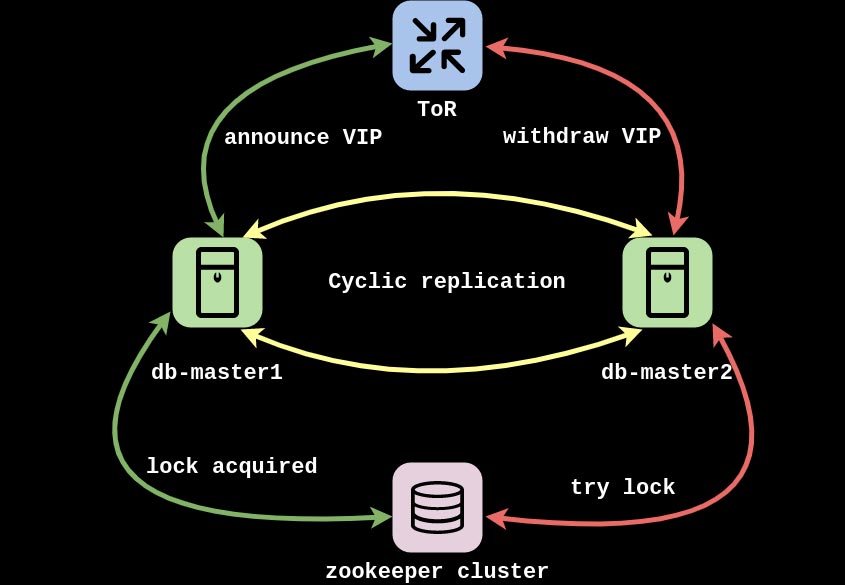 ToR
announce VIP
withdraw VIP
Cyclic replication
db-master1
db-master2
lock acquired
try lock
zookeeper cluster